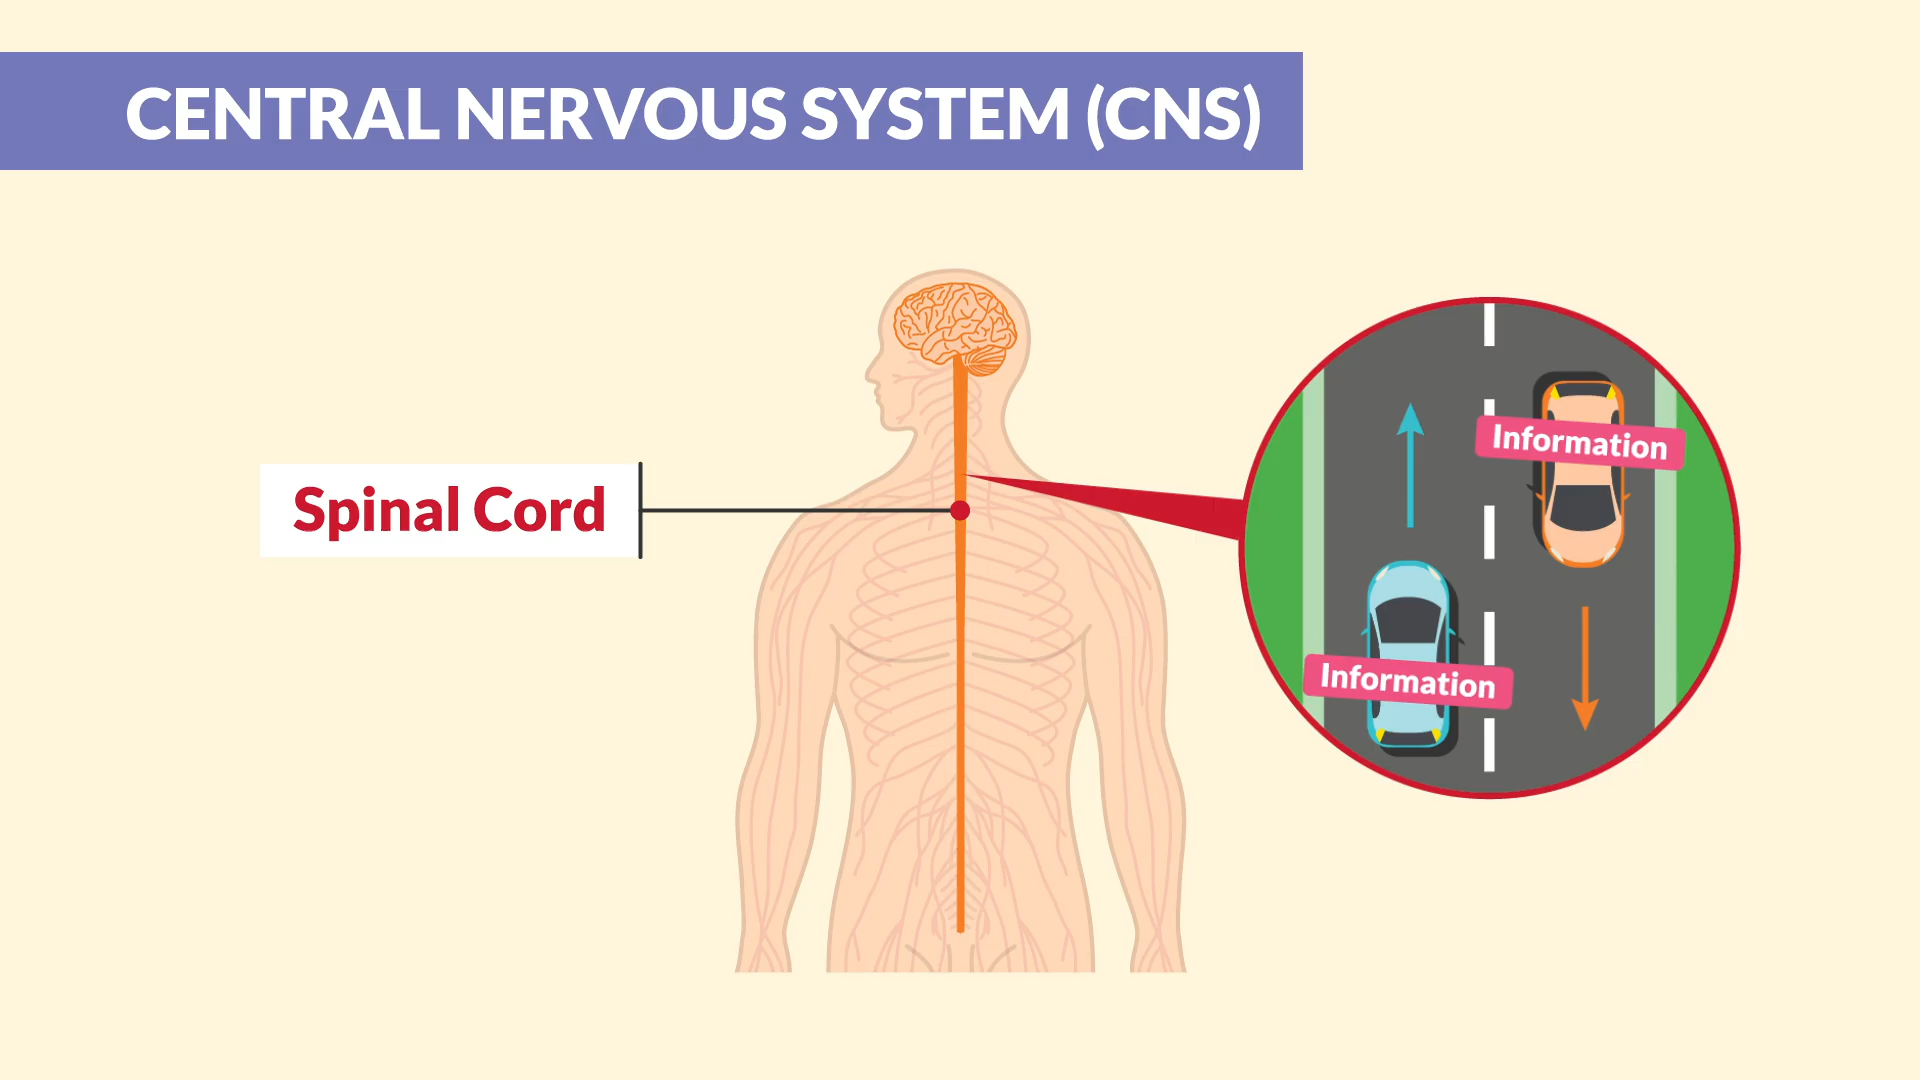 CENTRAL NERVOUS SYSTEM (CNS)
Spinal Cord
Information
Information